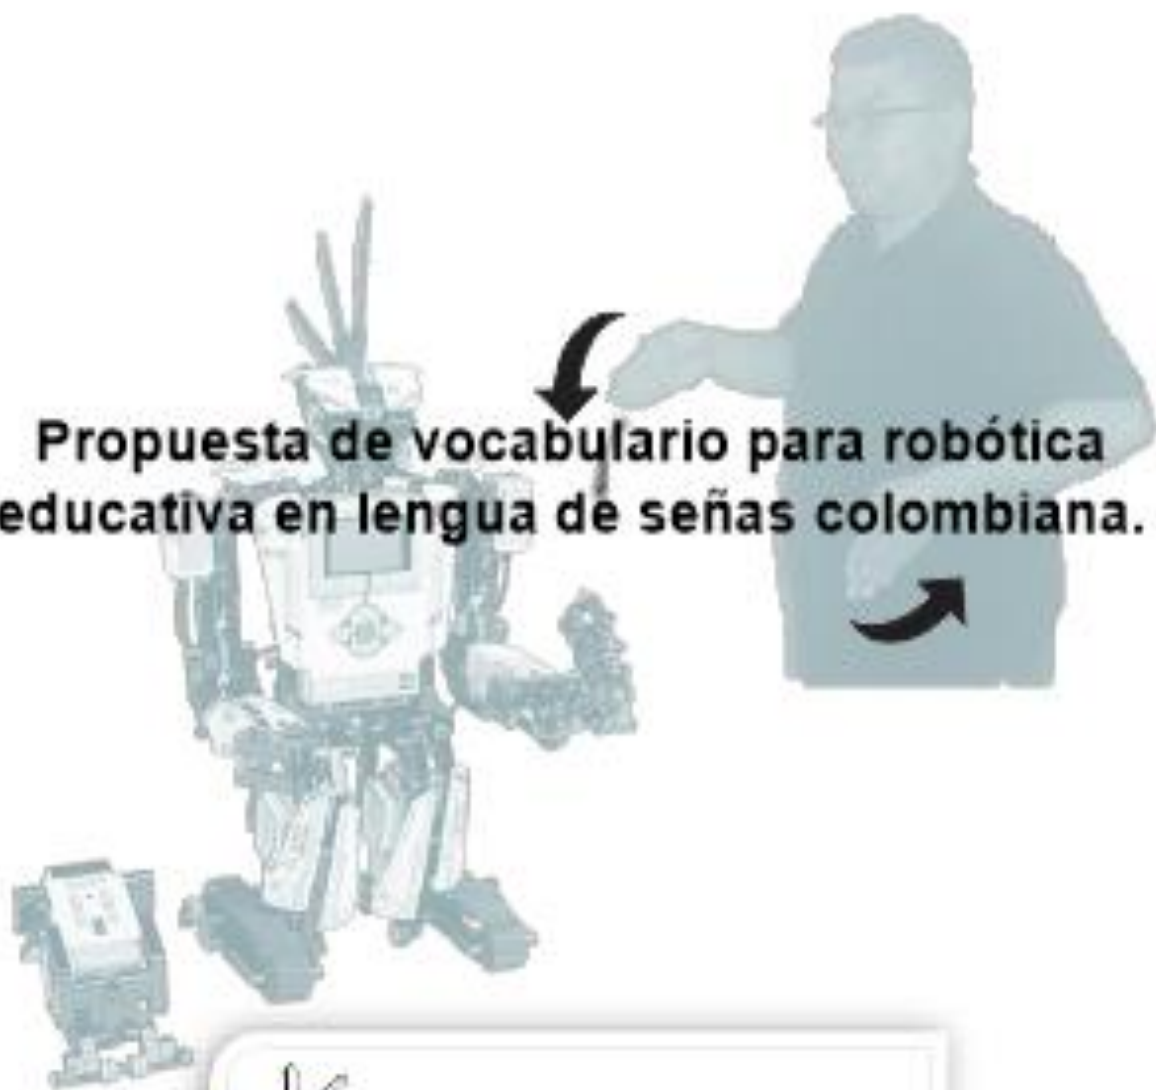 Propuesta de vocabulario para robótica
educativa en lengua de señas colombiana.